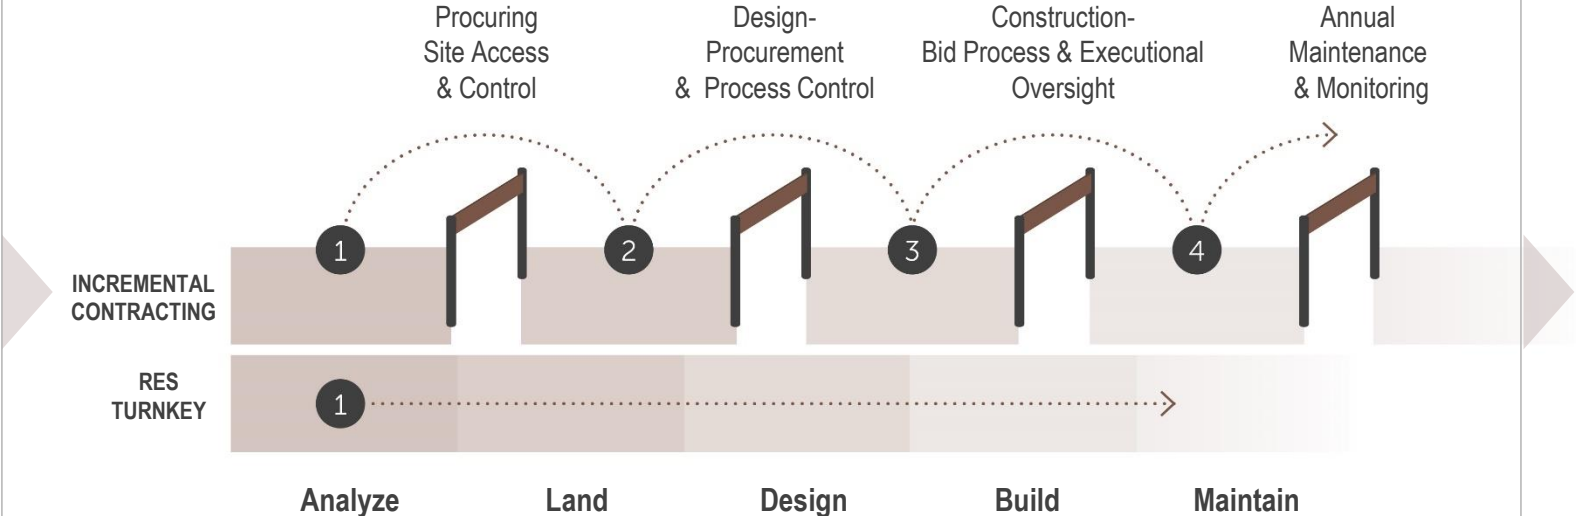 Procuring
Site Access
& Control
Design-
Procurement
& Process Control
Construction-
Bid Process & Executional
Oversight
Annual
Maintenance
& Monitoring
1
2
3
4
INCREMENTAL
CONTRACTING
RES
TURNKEY
1
Analyze
Land
Design
Build
Maintain